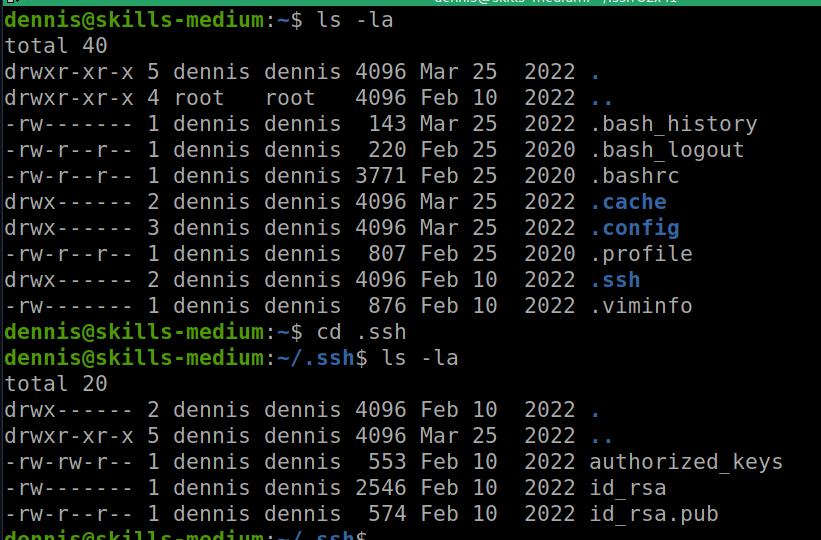 dennis@skills-medium:~$ ls -la
total 40
drwxr-xr-x 5 dennis dennis 4096 Mar 25  2022 .
drwxr-xr-x 4 root   root   4096 Feb 10  2022 ..
-rw------- 1 dennis dennis  143 Mar 25  2022 .bash_history
-rw-r--r-- 1 dennis dennis  220 Feb 25  2020 .bash_logout
-rw-r--r-- 1 dennis dennis 3771 Feb 25  2020 .bashrc
drwx------ 2 dennis dennis 4096 Mar 25  2022 .cache
drwx------ 3 dennis dennis 4096 Mar 25  2022 .config
-rw-r--r-- 1 dennis dennis  807 Feb 25  2020 .profile
drwx------ 2 dennis dennis 4096 Feb 10  2022 .ssh
-rw------- 1 dennis dennis  876 Feb 10  2022 .viminfo
dennis@skills-medium:~$ cd .ssh
dennis@skills-medium:~/.ssh$ ls -la
total 20
drwx------ 2 dennis dennis 4096 Feb 10  2022 .
drwxr-xr-x 5 dennis dennis 4096 Mar 25  2022 ..
-rw-rw-r-- 1 dennis dennis  553 Feb 10  2022 authorized_keys
-rw------- 1 dennis dennis 2546 Feb 10  2022 id_rsa
-rw-r--r-- 1 dennis dennis  574 Feb 10  2022 id_rsa.pub
dennis@skills-medium:~/.ssh$